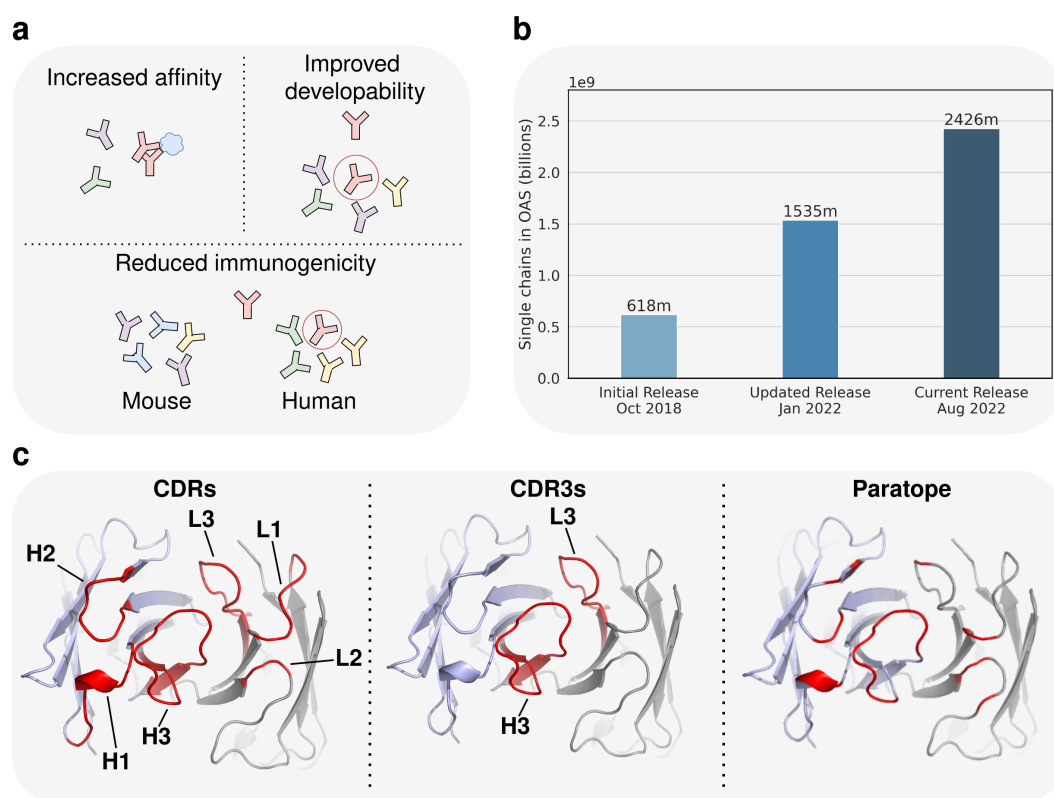 a
Increased affinity
Improved
developability
Reduced immunogenicity
Mouse
Human
b
1e9
Single chains in OAS (billions)
2.5
2.0
1.5
1.0
0.5
0.0
618m
1535m
2426m
Initial Release
Oct 2018
Updated Release
Jan 2022
Current Release
Aug 2022
c
CDRs
L3
L1
H2
L2
H3
H1
CDR3s
L3
H3
Paratope